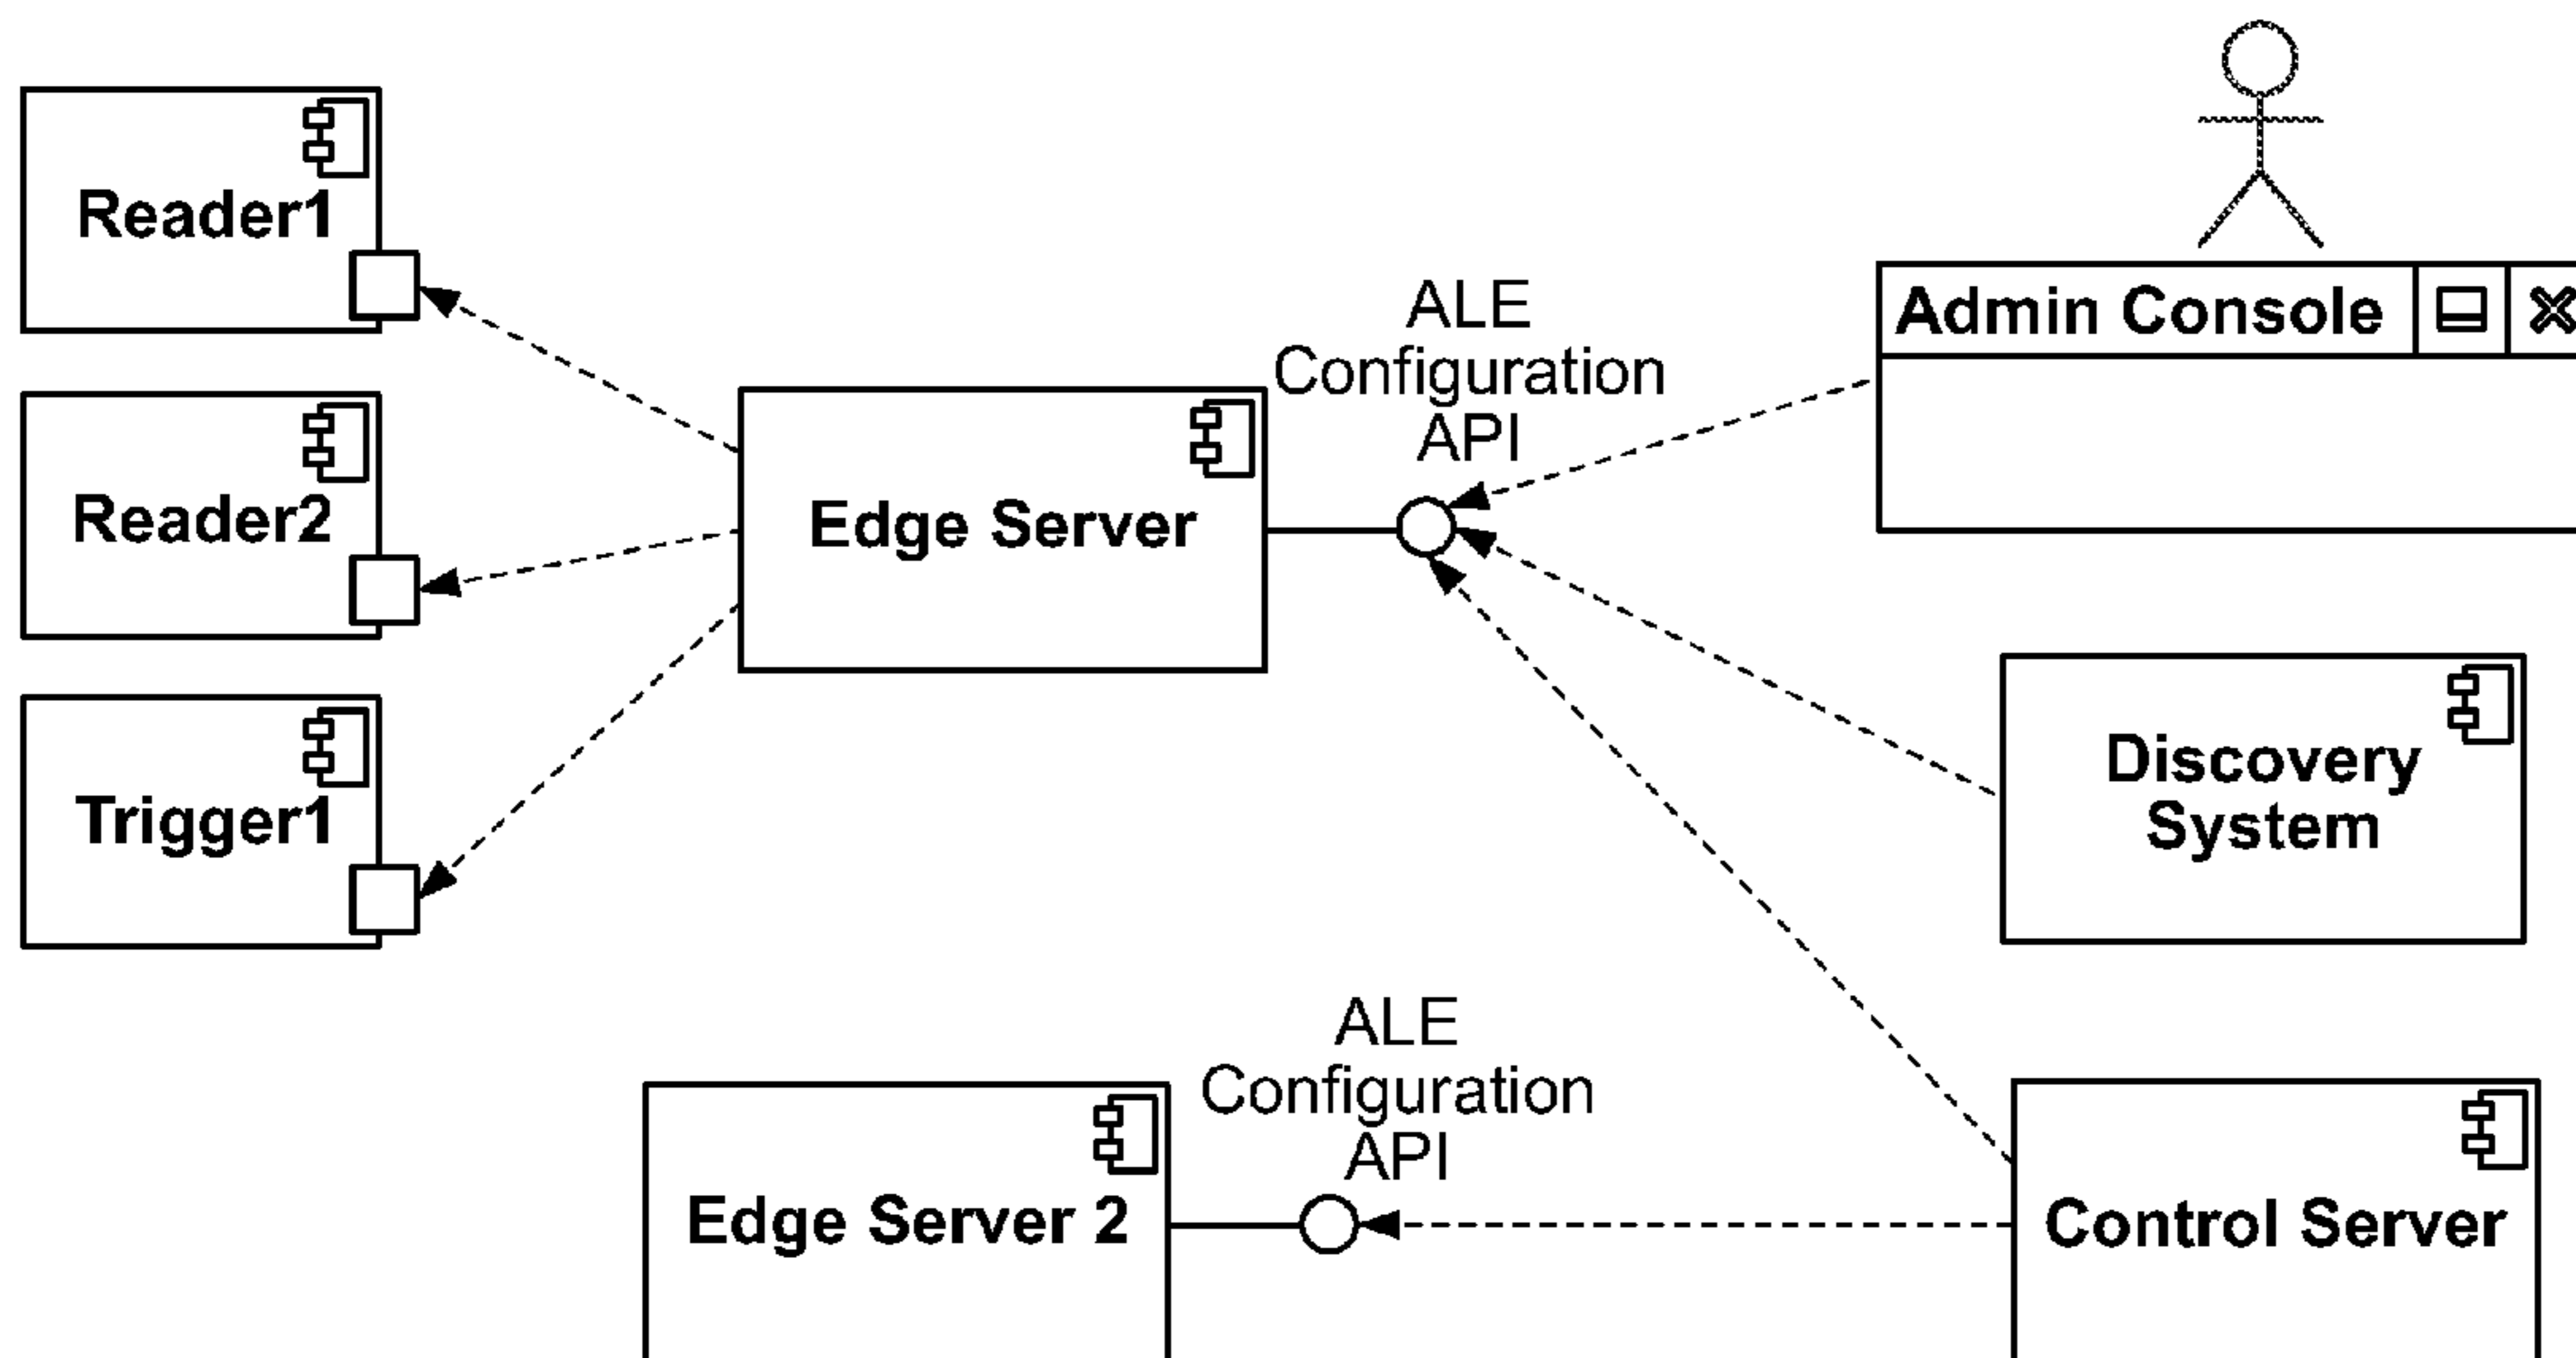 Reader1
Reader2
Trigger1
Edge Server
ALE
Configuration
API
Admin Console
Discovery
System
Edge Server 2
ALE
Configuration
API
Control Server